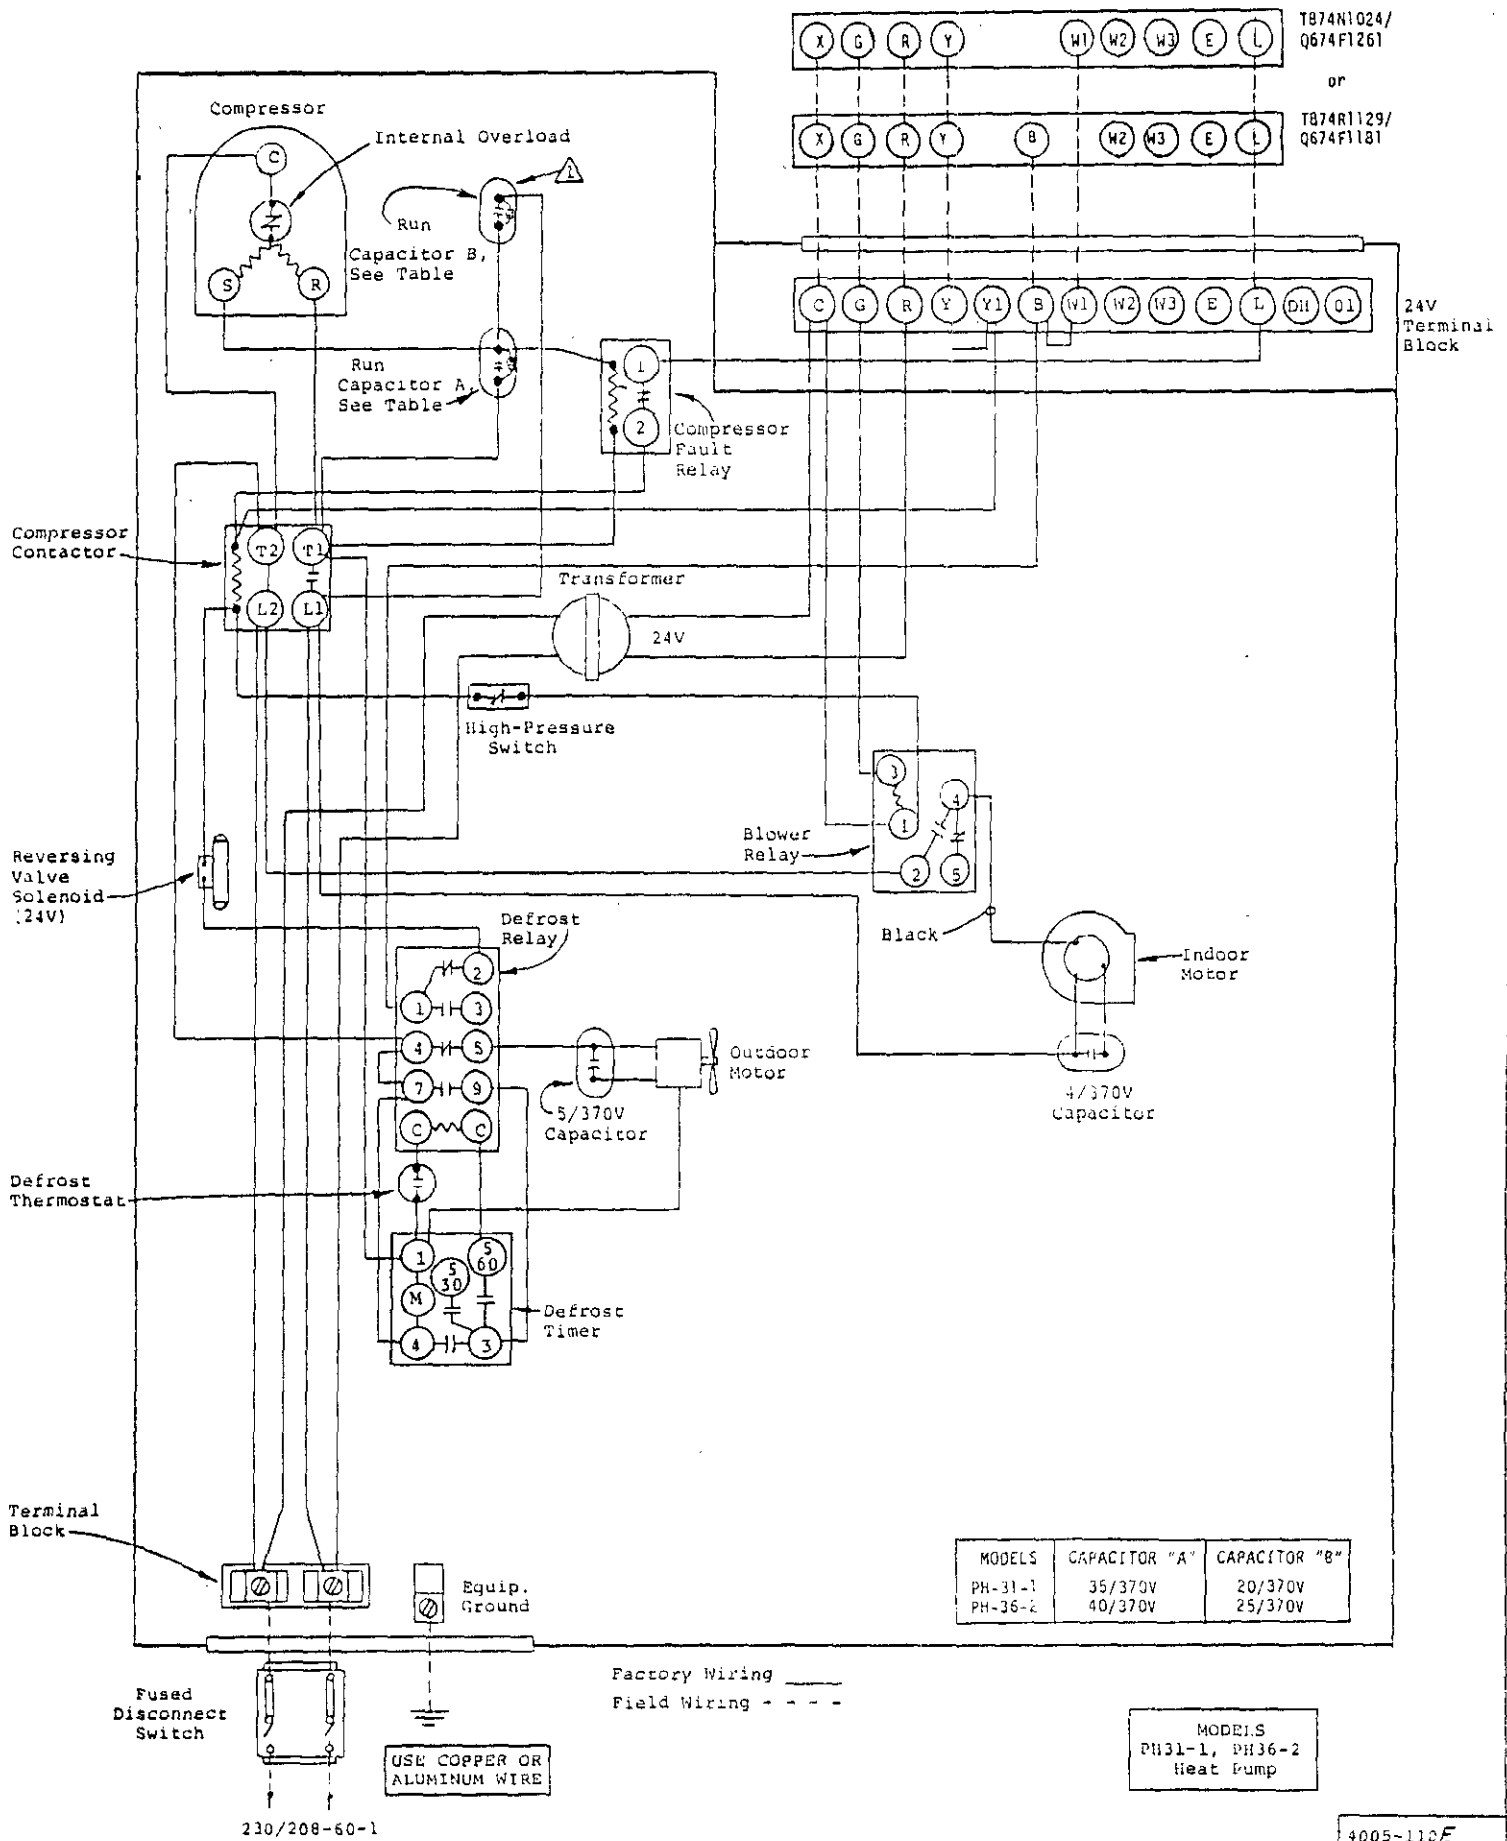 X G R Y W1 W2 W3 E L
T874N1024/
Q674F1261
or
X G R Y B W2 W3 E L
T874R1129/
Q674F1181
Compressor
Internal Overload
C
1
Run
Capacitor B,
See Table
S R
C G R Y Y1 B W1 W2 W3 E L DH O1
24V
Terminal
Block
Run
Capacitor A,
See Table
1
2
Compressor
Fault
Relay
Compressor
Contactor
T2 T1
L2 L1
Transformer
24V
High-Pressure
Switch
3
4
1
2 5
Blower
Relay
Reversing
Valve
Solenoid
(24V)
Defrost
Relay
Black
Indoor
Motor
2
1 3
4 5
7 9
C C
Outdoor
Motor
5/370V
Capacitor
4/370V
Capacitor
Defrost
Thermostat
1
5
60
5
30
M
4 3
Defrost
Timer
Terminal
Block
Equip.
Ground
MODELS CAPACITOR "A" CAPACITOR "B"
PH-31-1 35/370V 20/370V
PH-36-2 40/370V 25/370V
Factory Wiring
Field Wiring - - - -
Fused
Disconnect
Switch
USE COPPER OR
ALUMINUM WIRE
MODELS
PH31-1, PH36-2
Heat Pump
230/208-60-1
4005-112F